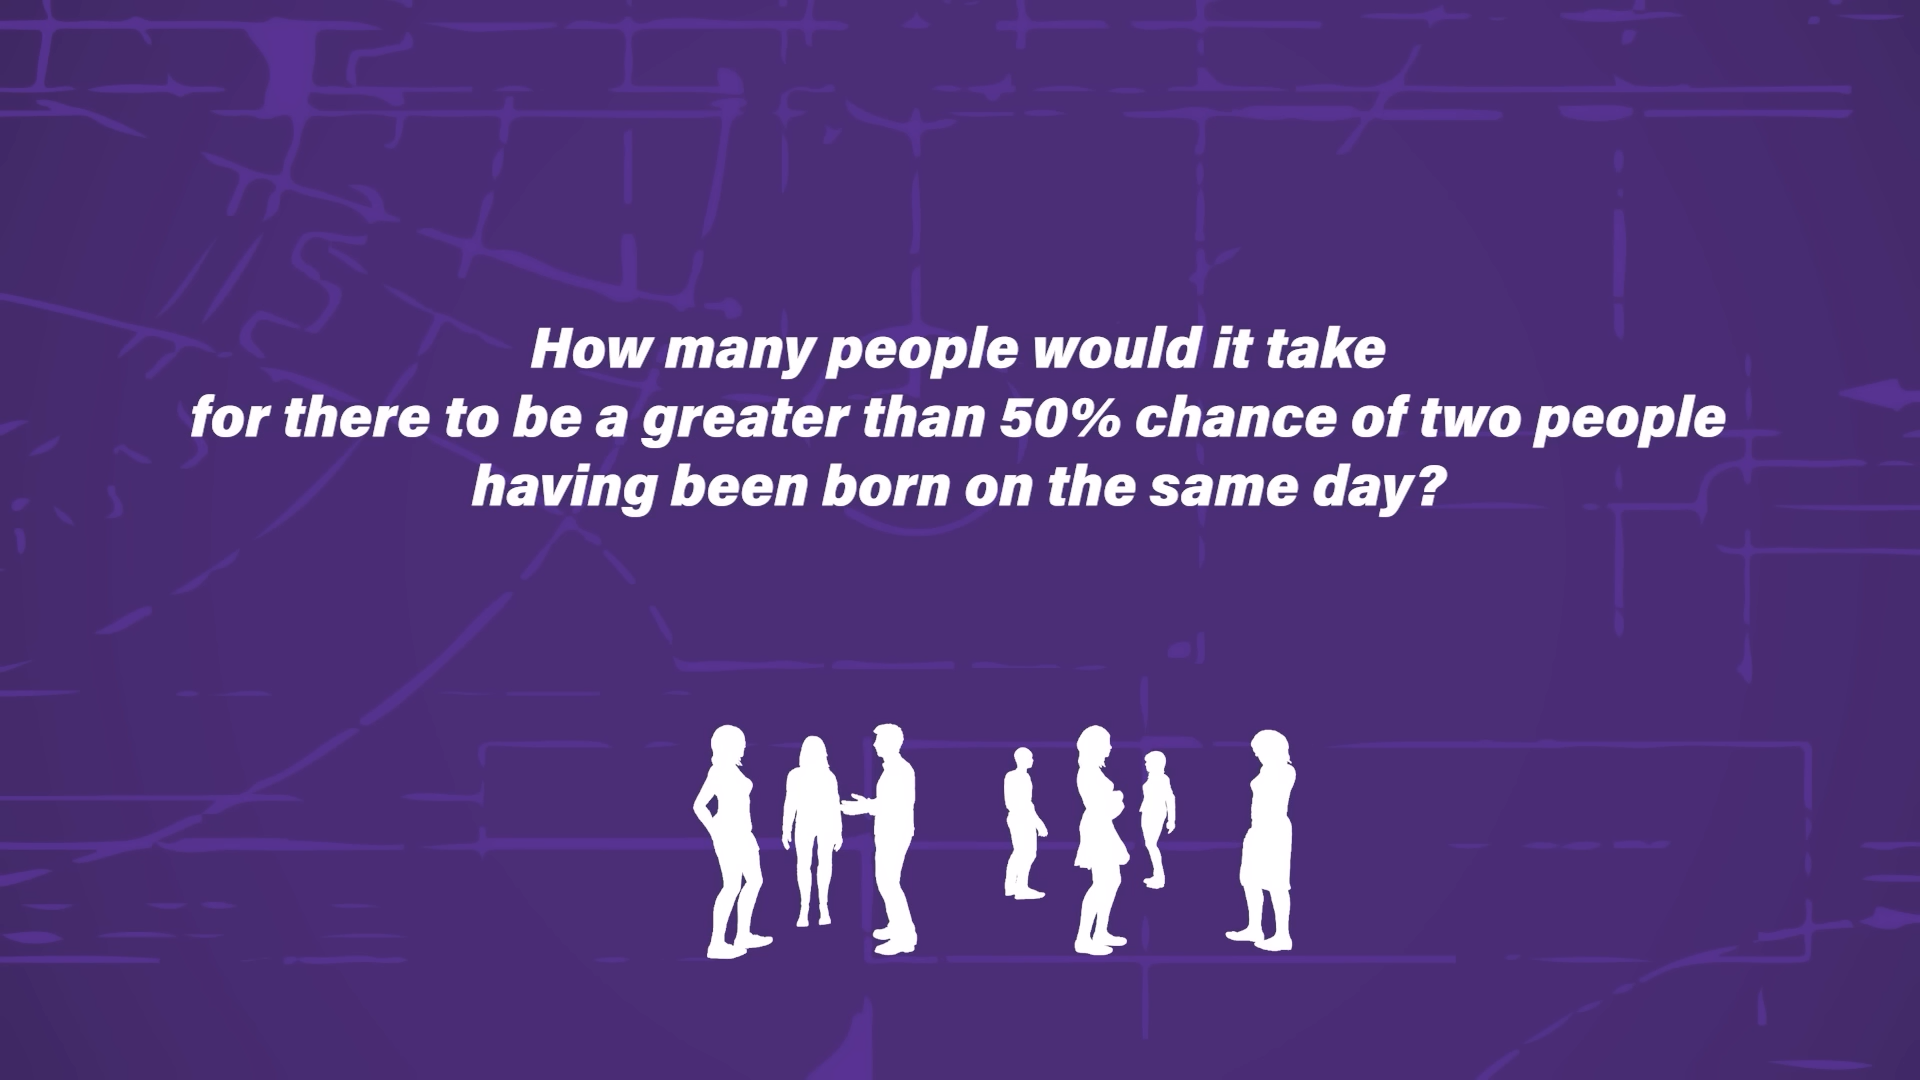 How many people would it take
for there to be a greater than 50% chance of two people
having been born on the same day?